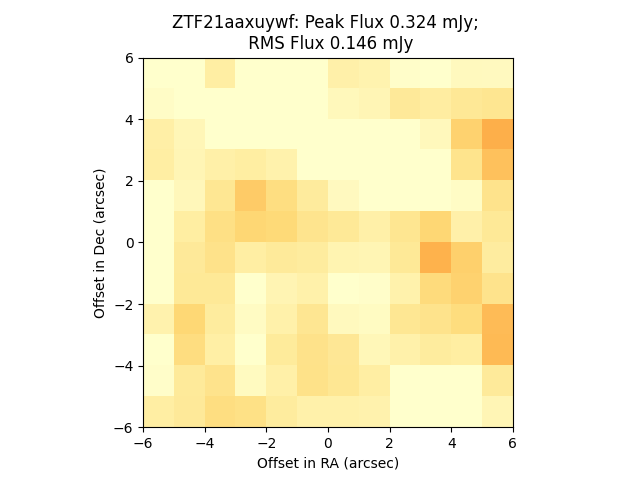 ZTF21aaxuywf: Peak Flux 0.324 mJy;
RMS Flux 0.146 mJy
6
4
2
0
−2
−4
−6
Offset in Dec (arcsec)
−6 −4 −2 0 2 4 6
Offset in RA (arcsec)